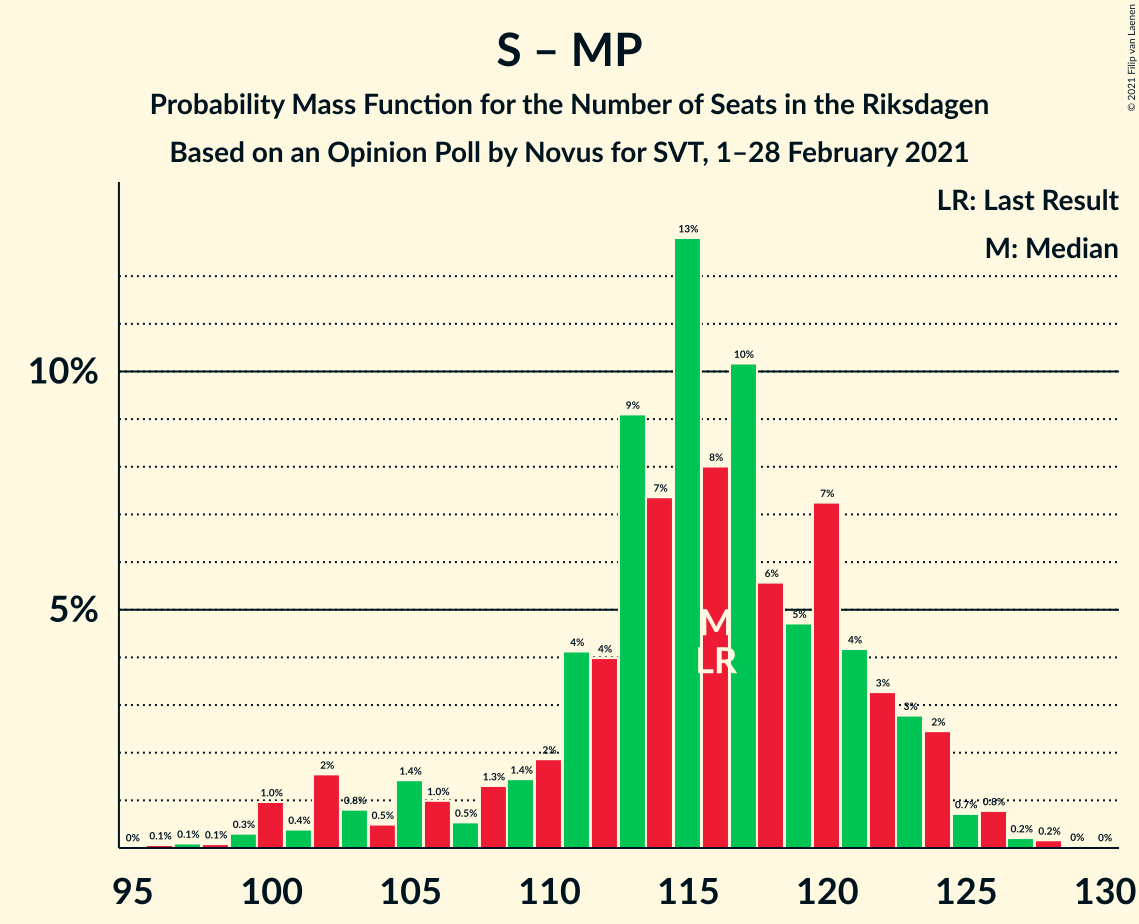 © 2021 Filip van Laenen
S – MP
Probability Mass Function for the Number of Seats in the Riksdagen
Based on an Opinion Poll by Novus for SVT, 1–28 February 2021
LR: Last Result
M: Median
10%
5%
0% 0.1% 0.1% 0.1% 0.3% 1.0% 0.4% 2% 0.8% 0.5% 1.4% 1.0% 0.5% 1.3% 1.4% 2% 4% 4% 9% 7% 13% 8% 10% 6% 5% 7% 4% 3% 3% 2% 0.7% 0.8% 0.2% 0.2% 0% 0%
M
LR
95 100 105 110 115 120 125 130